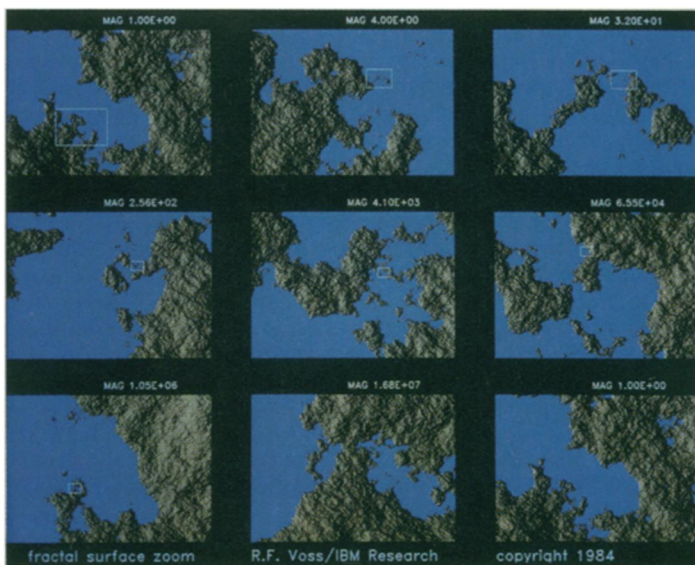 MAG 1.00E+00
MAG 4.00E+00
MAG 3.20E+01
MAG 2.56E+02
MAG 4.10E+03
MAG 6.55E+04
MAG 1.05E+06
MAG 1.68E+07
MAG 1.00E+00
fractal surface zoom
R.F. Voss/IBM Research
copyright 1984